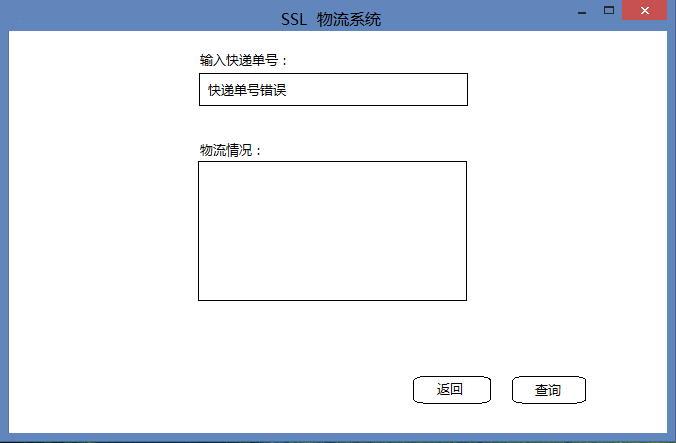 SSL 物流系统
输入快递单号：
快递单号错误
物流情况：
返回
查询